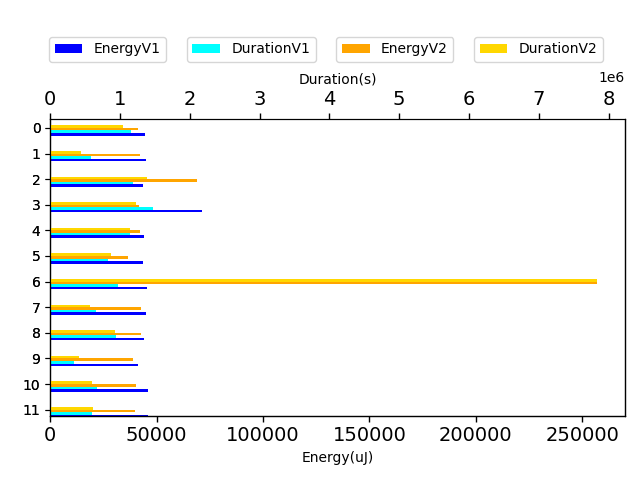 EnergyV1 DurationV1 EnergyV2 DurationV2
Duration(s) 1e6
0 1 2 3 4 5 6 7 8
0
1
2
3
4
5
6
7
8
9
10
11
0 50000 100000 150000 200000 250000
Energy(uJ)